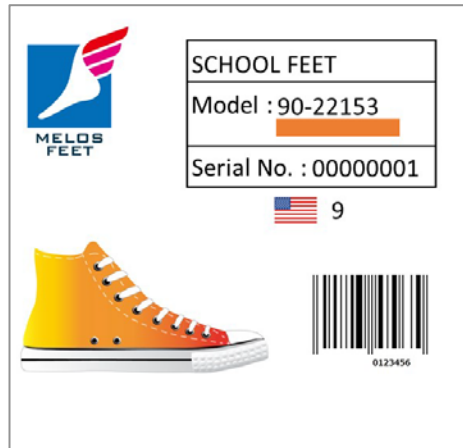 MELOS
FEET
SCHOOL FEET
Model : 90-22153
Serial No. : 00000001
9
0123456